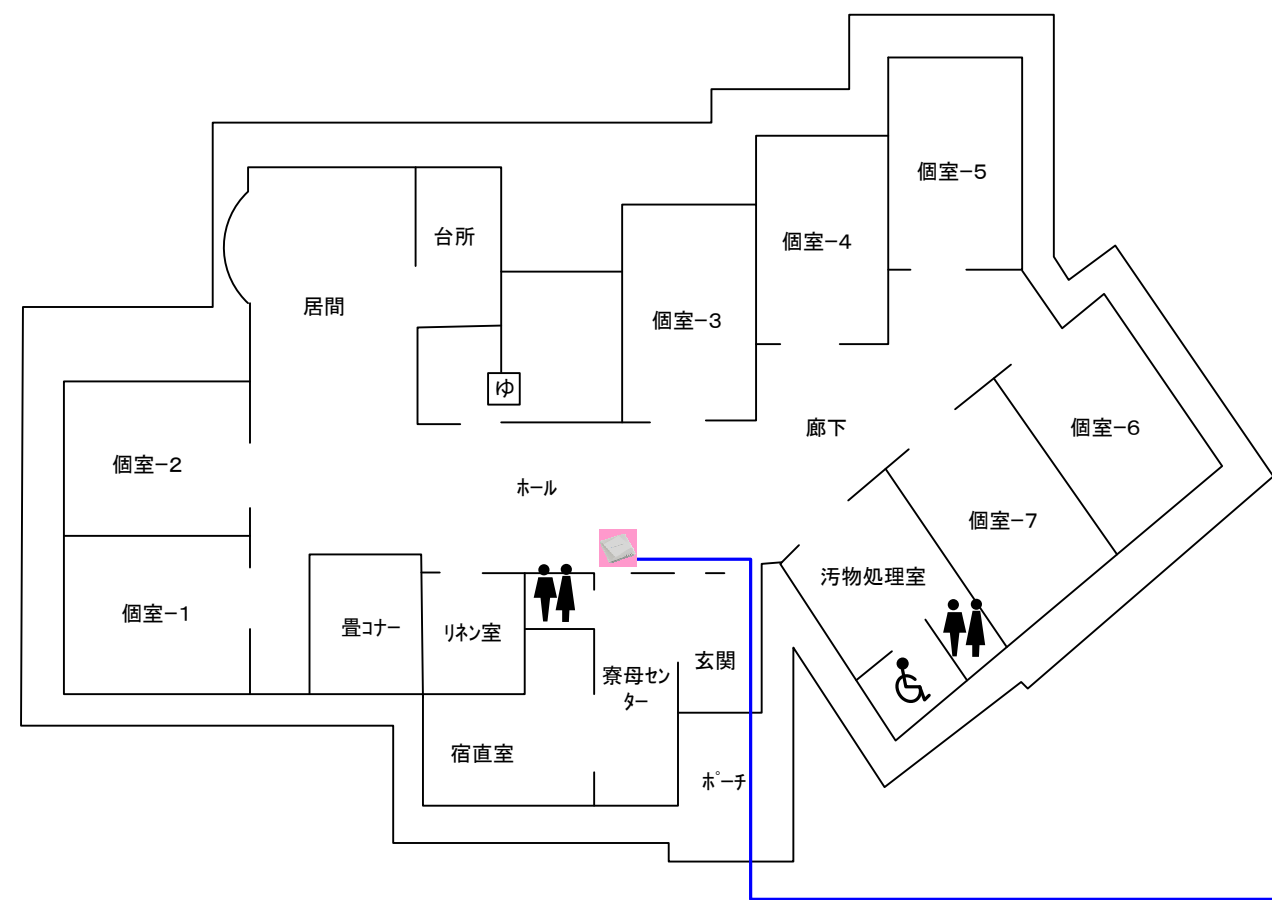 個室-5
台所
個室-4
居間
個室-3
ゆ
廊下
個室-6
個室-2
ﾎｰﾙ
個室-7
汚物処理室
個室-1
畳ｺﾅｰ
ﾘﾈﾝ室
玄関
寮母ｾﾝ
ﾀｰ
宿直室
ﾎﾟｰﾁ